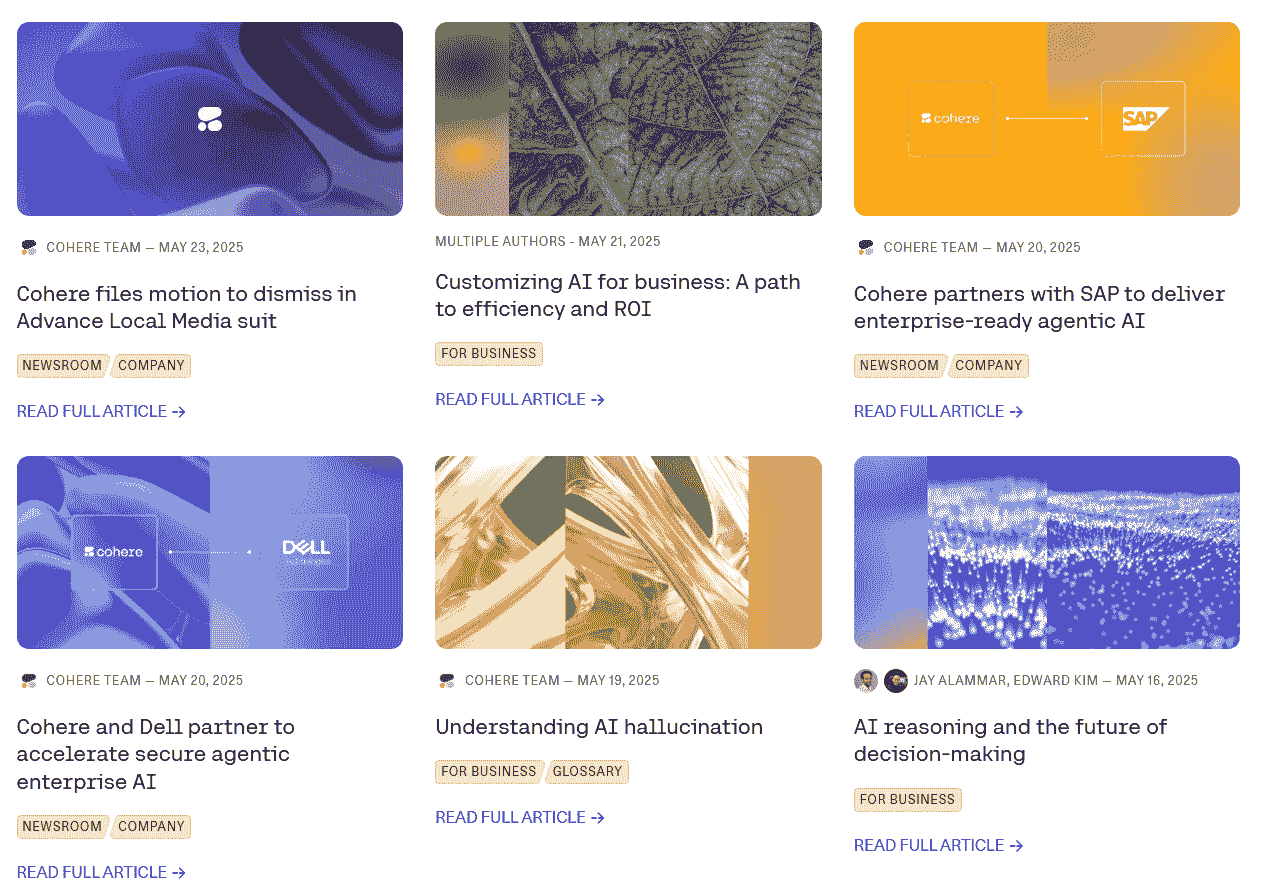 COHERE TEAM — MAY 23, 2025
Cohere files motion to dismiss in
Advance Local Media suit
NEWSROOM COMPANY
READ FULL ARTICLE →
MULTIPLE AUTHORS - MAY 21, 2025
Customizing AI for business: A path
to efficiency and ROI
FOR BUSINESS
READ FULL ARTICLE →
cohere
SAP
COHERE TEAM — MAY 20, 2025
Cohere partners with SAP to deliver
enterprise-ready agentic AI
NEWSROOM COMPANY
READ FULL ARTICLE →
cohere
DELL
COHERE TEAM — MAY 20, 2025
Cohere and Dell partner to
accelerate secure agentic
enterprise AI
NEWSROOM COMPANY
READ FULL ARTICLE →
COHERE TEAM — MAY 19, 2025
Understanding AI hallucination
FOR BUSINESS GLOSSARY
READ FULL ARTICLE →
JAY ALAMMAR, EDWARD KIM — MAY 16, 2025
AI reasoning and the future of
decision-making
FOR BUSINESS
READ FULL ARTICLE →